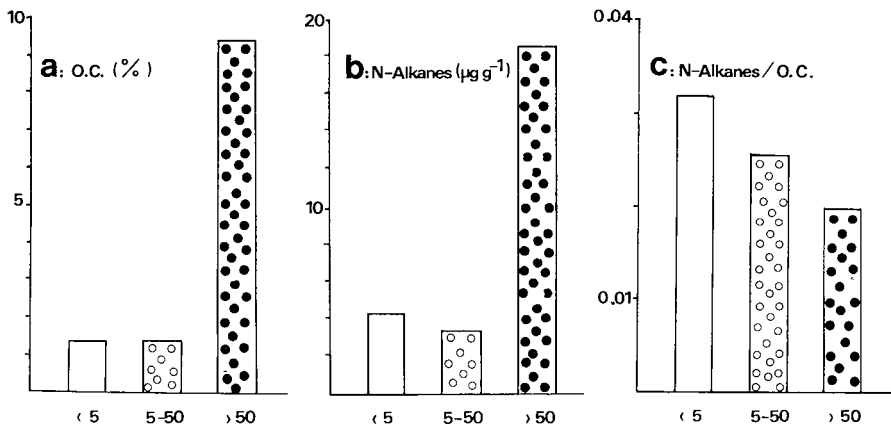 10
5
a: O.C. (%)
< 5 5-50 > 50
20
10
b: N-Alkanes (µg g⁻¹)
< 5 5-50 > 50
0.04
0.01
c: N-Alkanes / O.C.
< 5 5-50 > 50